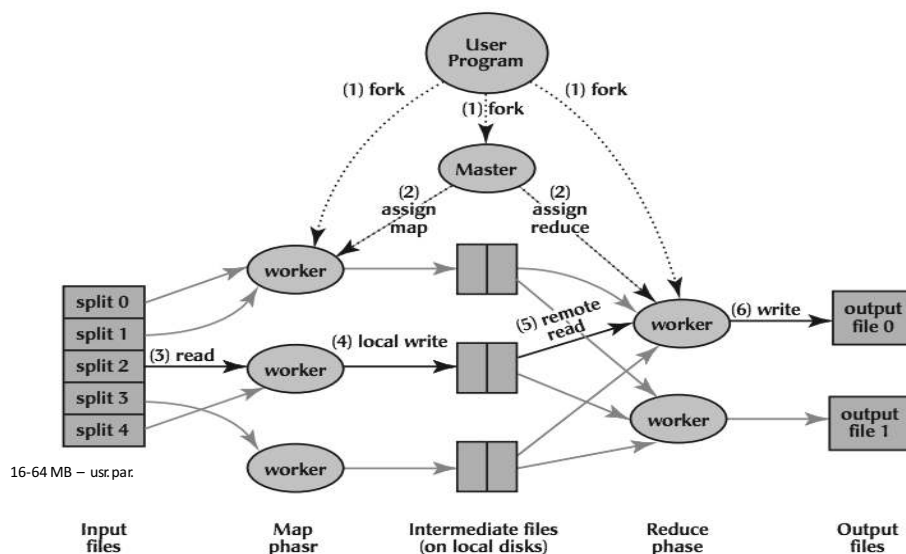 User
Program
(1) fork
(1) fork
(1) fork
Master
(2)
assign
map
(2)
assign
reduce
worker
split 0
split 1
split 2
split 3
split 4
(3) read
worker
(4) local write
worker
(5) remote
read
worker
(6) write
output
file 0
worker
output
file 1
16-64 MB – usr.par.
Input
files
Map
phasr
Intermediate files
(on local disks)
Reduce
phase
Output
files